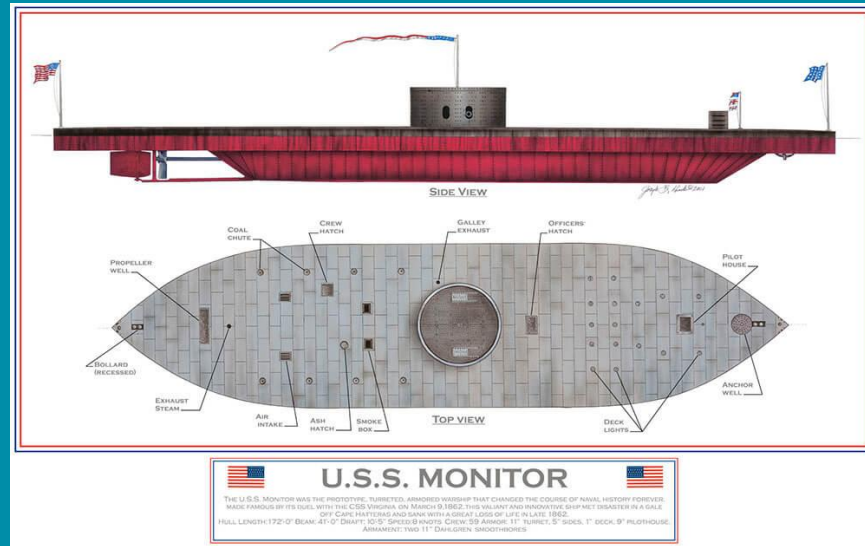 SIDE VIEW
COAL
CHUTE
CREW
HATCH
GALLEY
EXHAUST
OFFICERS'
HATCH
PROPELLER
WELL
PILOT
HOUSE
BOLLARD
(RECESSED)
ANCHOR
WELL
EXHAUST
STEAM
AIR
INTAKE
ASH
HATCH
SMOKE
BOX
TOP VIEW
DECK
LIGHTS
U.S.S. MONITOR
THE U.S.S. MONITOR WAS THE PROTOTYPE, TURRETED, ARMORED WARSHIP THAT CHANGED THE COURSE OF NAVAL HISTORY FOREVER.
MADE FAMOUS BY ITS DUEL WITH THE CSS VIRGINIA ON MARCH 9,1862, THIS VALIANT AND INNOVATIVE SHIP MET DISASTER IN A GALE
OFF CAPE HATTERAS AND SANK WITH A GREAT LOSS OF LIFE IN LATE 1862.
HULL LENGTH:172'-0" BEAM: 41'-0" DRAFT: 10'-5" SPEED:8 KNOTS CREW: 59 ARMOR: 11" TURRET, 5" SIDES, 1" DECK, 9" PILOTHOUSE.
ARMAMENT: TWO 11" DAHLGREN SMOOTHBORES